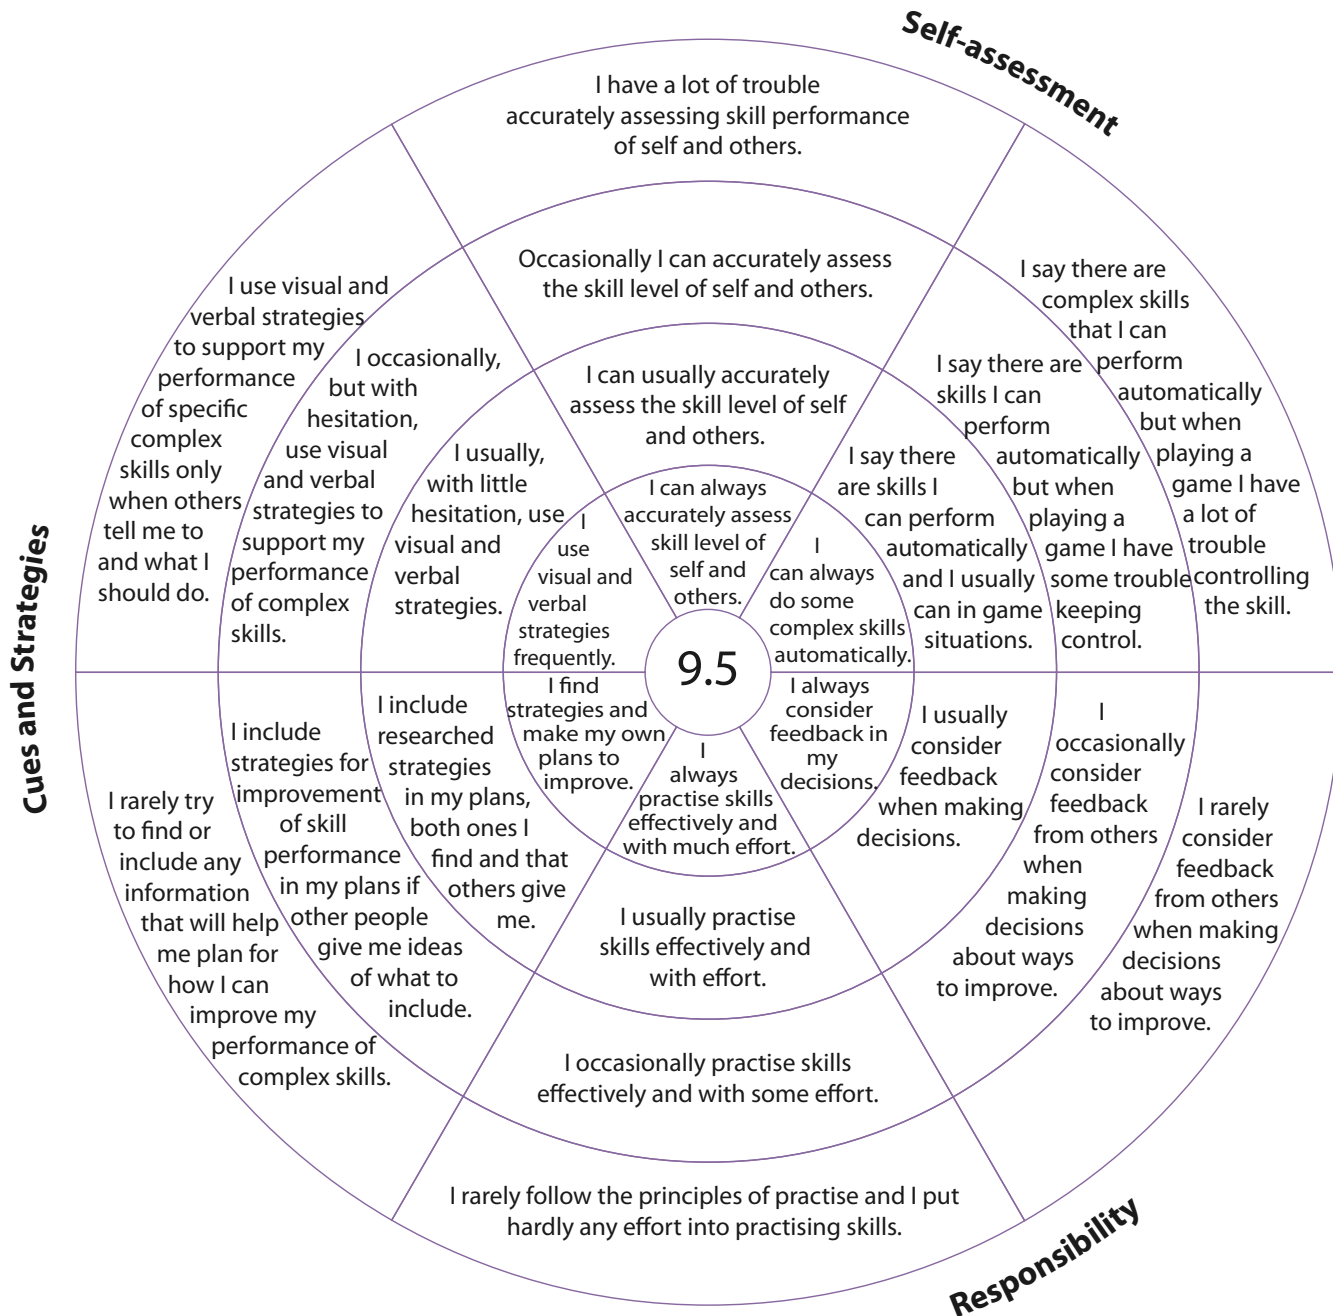 Self-assessment
I have a lot of trouble
accurately assessing skill performance
of self and others.
Occasionally I can accurately assess
the skill level of self and others.
I can usually accurately
assess the skill level of self
and others.
I can always
accurately assess
skill level of
self and
others.
I say there are
complex skills
that I can
perform
automatically
but when
playing a
game I have
a lot of
trouble
controlling
the skill.
I say there are
skills I can
perform
automatically
but when
playing a
game I have
some trouble
keeping
control.
I say there
are skills I
can perform
automatically
and I usually
can in game
situations.
I
can always
do some
complex skills
automatically.
Cues and Strategies
I use visual and
verbal strategies
to support my
performance
of specific
complex
skills only
when others
tell me to
and what I
should do.
I occasionally,
but with
hesitation,
use visual
and verbal
strategies to
support my
performance
of complex
skills.
I usually,
with little
hesitation, use
visual and
verbal
strategies.
I
use
visual and
verbal
strategies
frequently.
9.5
I rarely try
to find or
include any
information
that will help
me plan for
how I can
improve my
performance of
complex skills.
I include
strategies for
improvement
of skill
performance
in my plans if
other people
give me ideas
of what to
include.
I include
researched
strategies
in my plans,
both ones I
find and that
others give
me.
I find
strategies and
make my own
plans to
improve.
I
always
practise skills
effectively and
with much effort.
I usually practise
skills effectively and
with effort.
I occasionally practise skills
effectively and with some effort.
I rarely follow the principles of practise and I put
hardly any effort into practising skills.
I always
consider
feedback in
my
decisions.
I usually
consider
feedback
when making
decisions.
I
occasionally
consider
feedback
from others
when
making
decisions
about ways
to improve.
I rarely
consider
feedback
from others
when making
decisions
about ways
to improve.
Responsibility